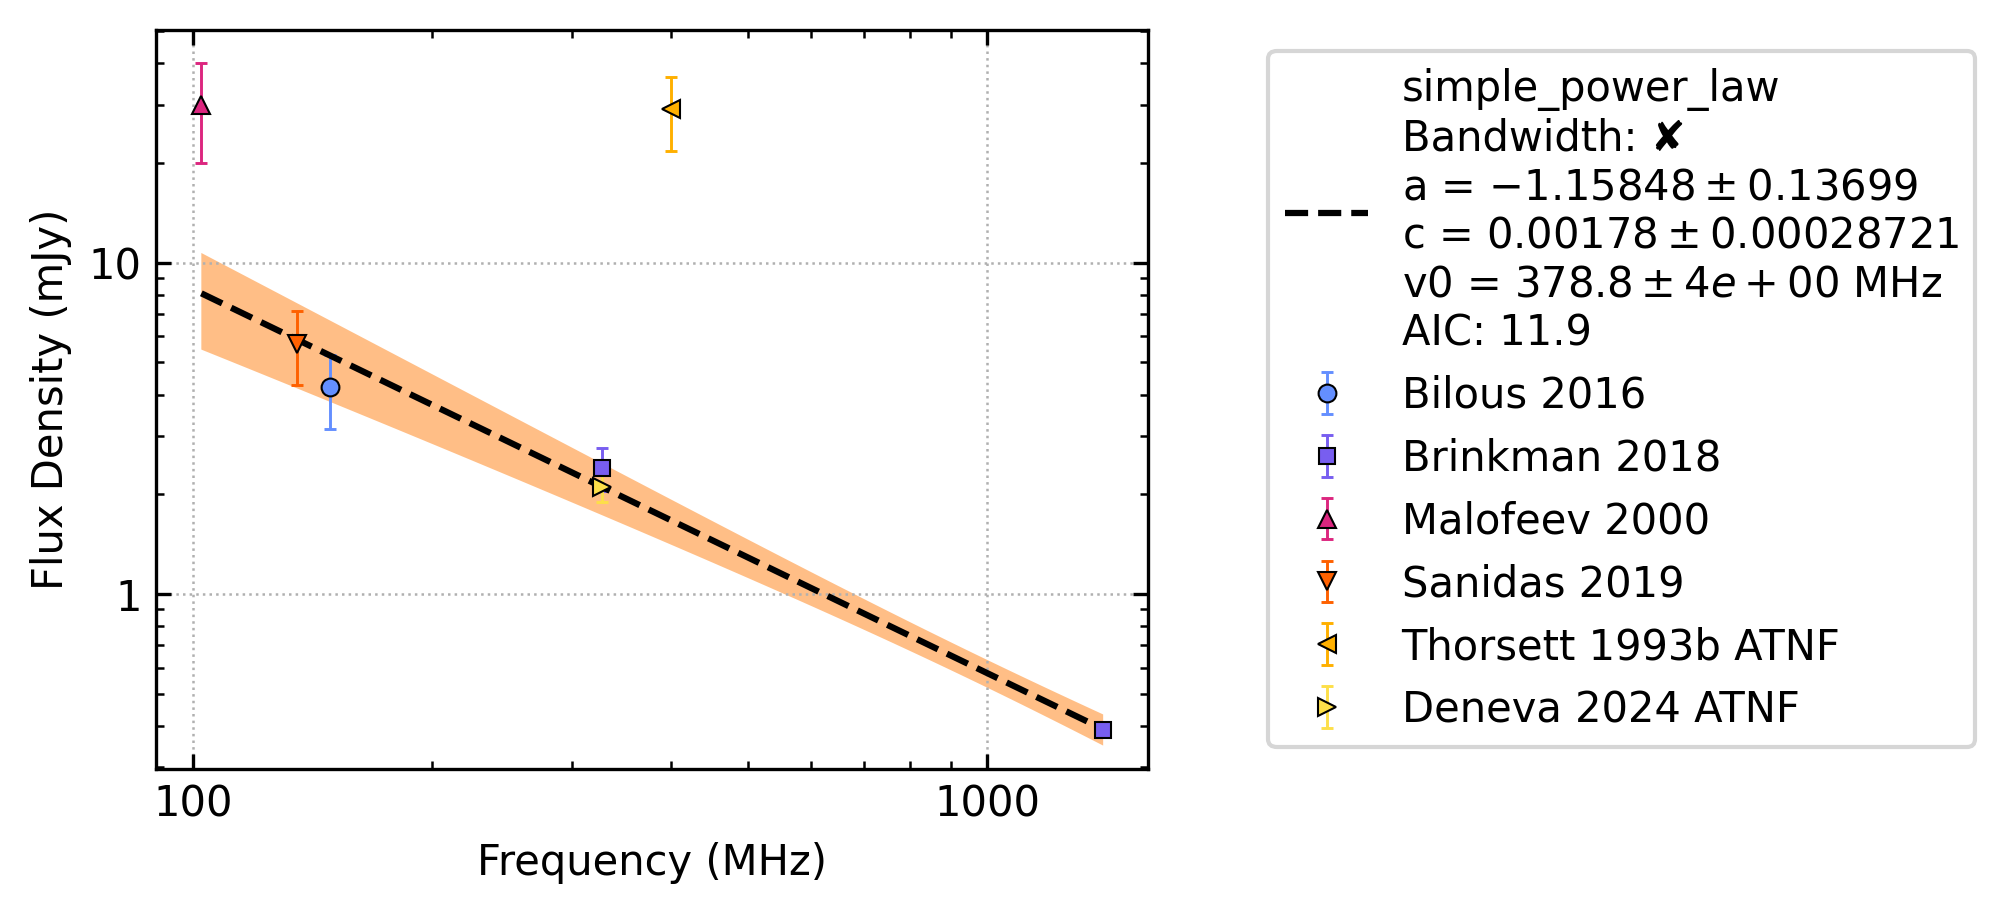 Flux Density (mJy)
10
1
100
1000
Frequency (MHz)
simple_power_law
Bandwidth: ✘
a = −1.15848 ± 0.13699
c = 0.00178 ± 0.00028721
v0 = 378.8 ± 4e + 00 MHz
AIC: 11.9
Bilous 2016
Brinkman 2018
Malofeev 2000
Sanidas 2019
Thorsett 1993b ATNF
Deneva 2024 ATNF